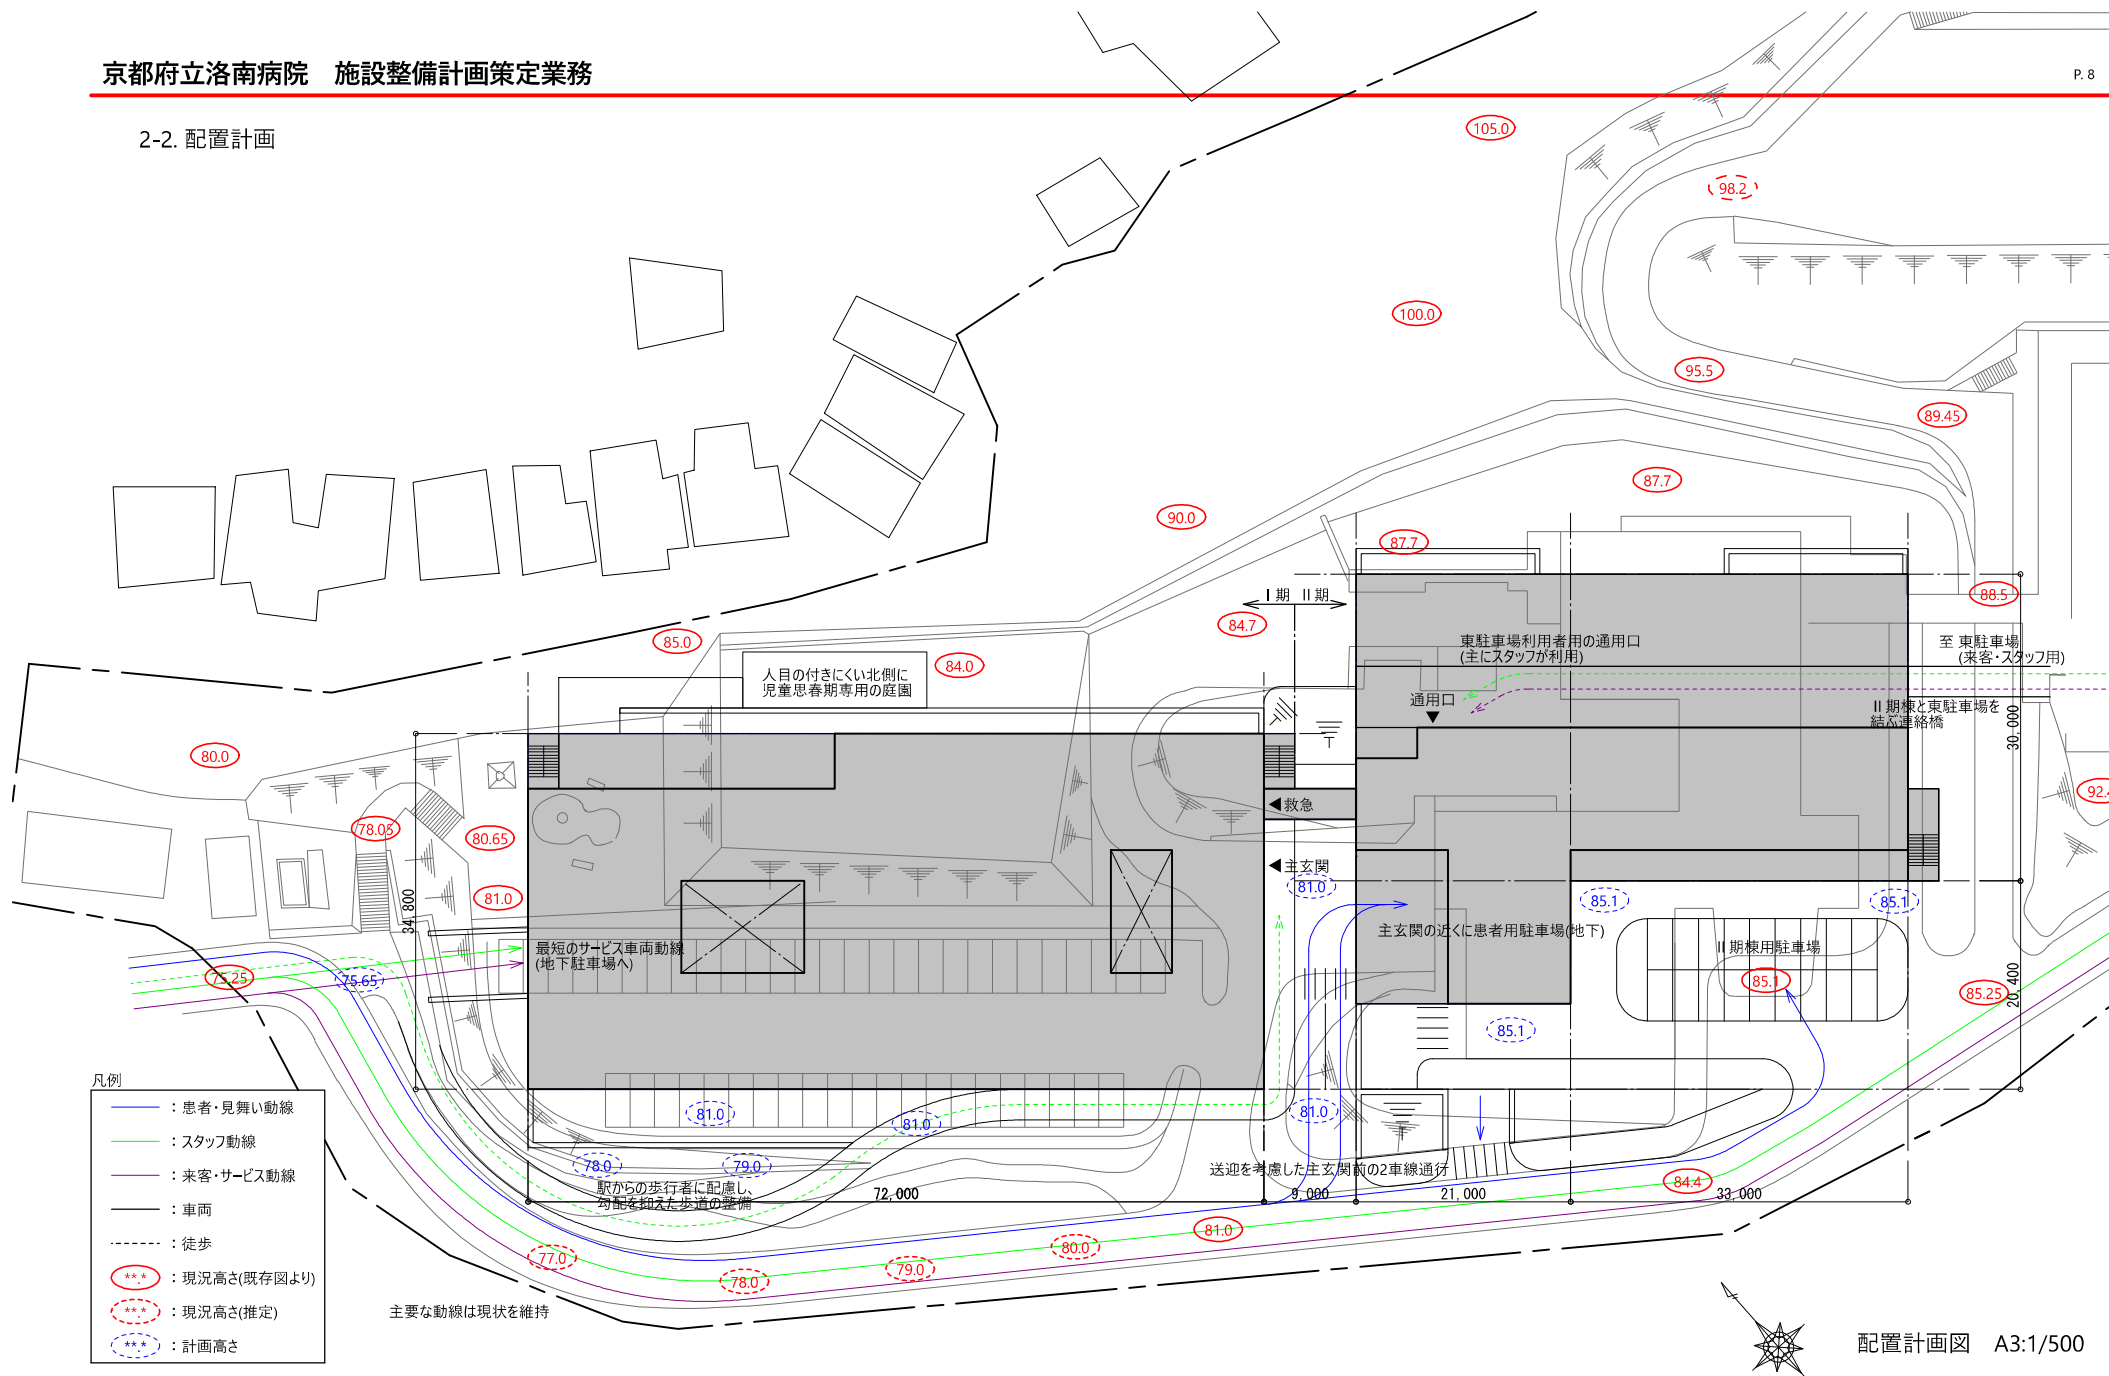 京都府立洛南病院　施設整備計画策定業務
P. 8
2-2. 配置計画
105.0
98.2
100.0
95.5
89.45
87.7
90.0
87.7
88.5
Ⅰ期 Ⅱ期
84.7
85.0
84.0
東駐車場利用者用の通用口
(主にスタッフが利用)
至 東駐車場
(来客・スタッフ用)
人目の付きにくい北側に
児童思春期専用の庭園
通用口
Ⅱ期棟と東駐車場を
結ぶ連絡橋
30,000
80.0
92.4
◀救急
78.05
80.65
◀主玄関
81.0
81.0
85.1
85.1
34,800
主玄関の近くに患者用駐車場(地下)
最短のサービス車両動線
(地下駐車場へ)
Ⅱ期棟用駐車場
75.25
75.65
85.1
85.25
20,400
85.1
81.0
81.0
81.0
78.0
79.0
送迎を考慮した主玄関前の2車線通行
駅からの歩行者に配慮し、
勾配を抑えた歩道の整備
72,000
9,000
21,000
33,000
84.4
81.0
80.0
79.0
78.0
77.0
凡例
：患者・見舞い動線
：スタッフ動線
：来客・サービス動線
：車両
：徒歩
**.* ：現況高さ(既存図より)
**.* ：現況高さ(推定)
**.* ：計画高さ
主要な動線は現状を維持
配置計画図　A3:1/500